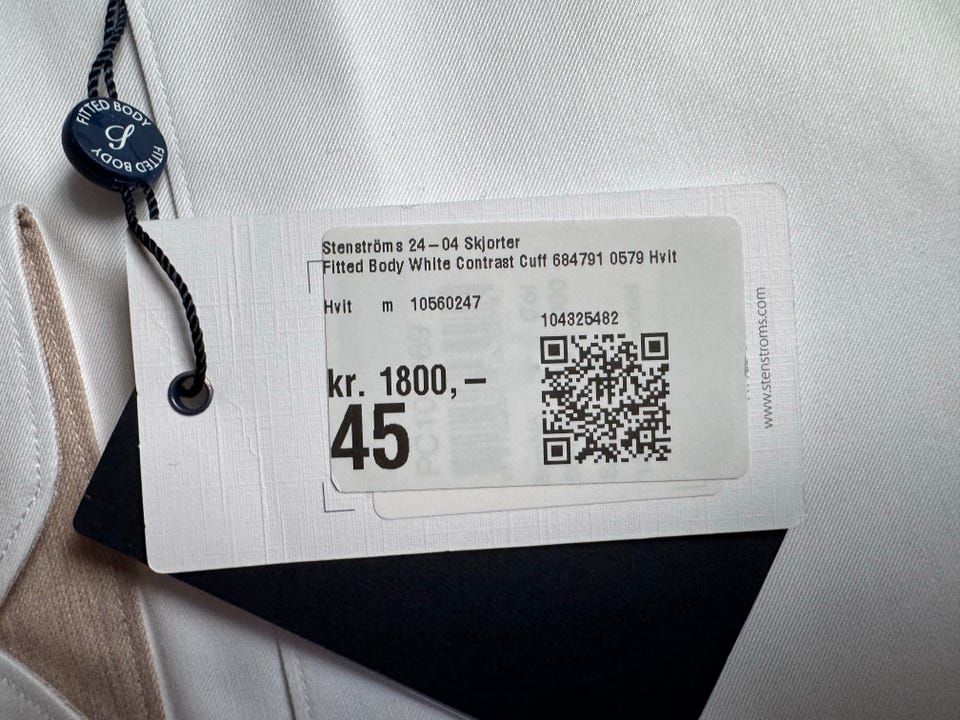 FITTED BODY
FITTED BODY
Stenströms 24-04 Skjorter
Fitted Body White Contrast Cuff 684791 0579 Hvit
Hvit m 10560247
104325482
kr. 1800,-
45
www.stenstroms.com